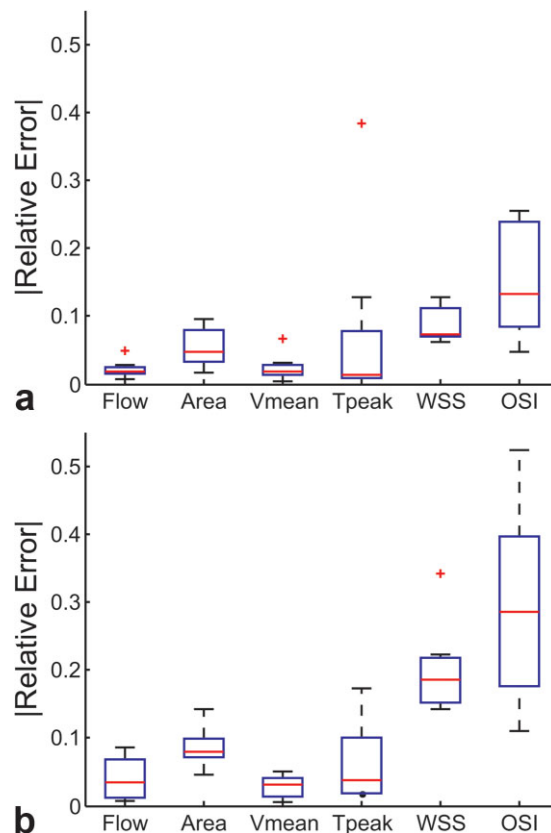 0.5
0.4
0.3
0.2
0.1
0
|Relative Error|
a
Flow Area Vmean Tpeak WSS OSI
0.5
0.4
0.3
0.2
0.1
0
|Relative Error|
b
Flow Area Vmean Tpeak WSS OSI